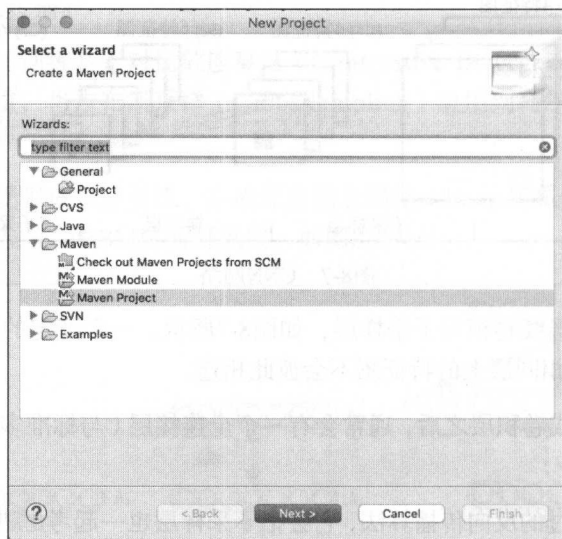 New Project
Select a wizard
Create a Maven Project
Wizards:
type filter text
General
Project
CVS
Java
Maven
Check out Maven Projects from SCM
Maven Module
Maven Project
SVN
Examples
?
< Back
Next >
Cancel
Finish